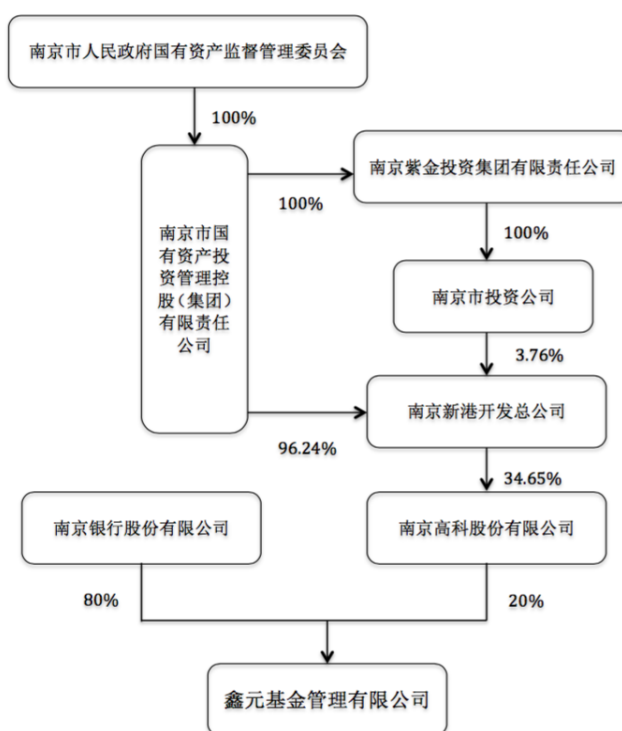 南京市人民政府国有资产监督管理委员会
100%
南京紫金投资集团有限责任公司
100%
南京市国
有资产投
资管理控
股（集团）
有限责任
公司
100%
南京市投资公司
3.76%
南京新港开发总公司
96.24%
34.65%
南京银行股份有限公司
南京高科股份有限公司
80%
20%
鑫元基金管理有限公司